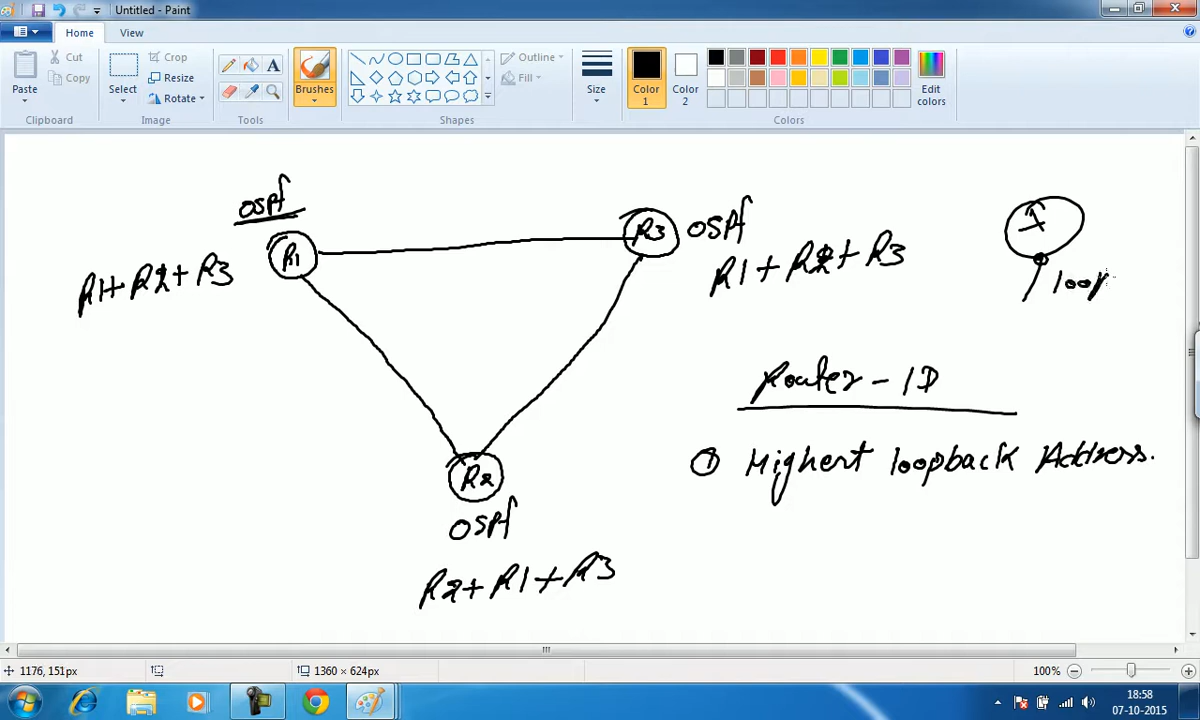 Untitled - Paint
Home
View
Paste
Cut
Copy
Clipboard
Select
Crop
Resize
Rotate
Image
A
Tools
Brushes
Outline
Fill
Shapes
Size
Color 1
Color 2
Edit colors
Colors
ospf
R1
R1+R2+R3
R3
ospf
R1+R2+R3
loop
Router-ID
① Highert loopback Address.
R2
ospf
R2+R1+R3
1176, 151px
1360 × 624px
100%
18:58
07-10-2015